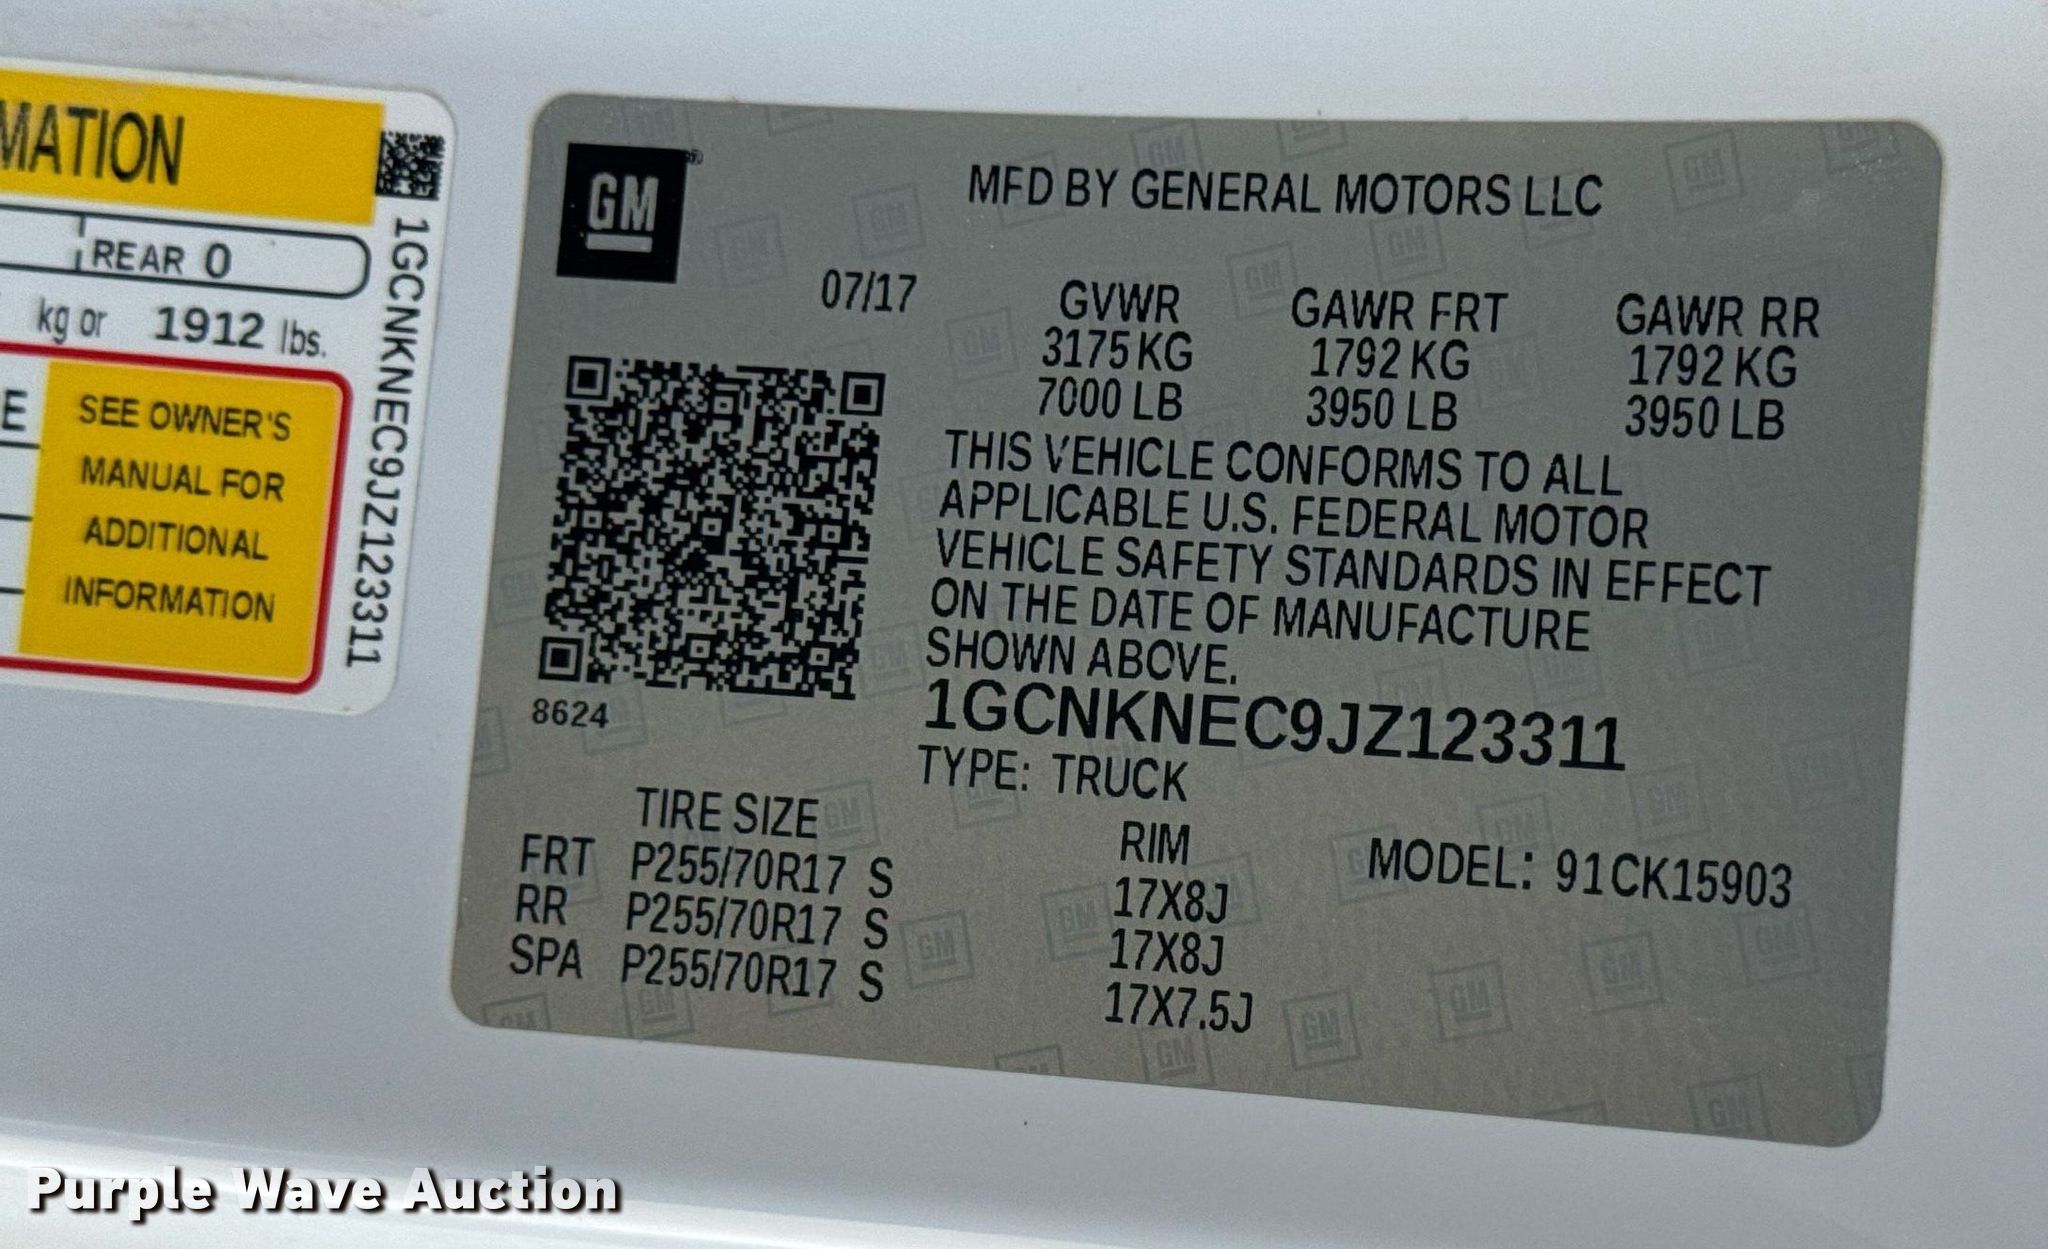 MATION
REAR 0
kg or 1912 lbs.
E
SEE OWNER'S
MANUAL FOR
ADDITIONAL
INFORMATION
1GCNKNEC9JZ123311
GM
MFD BY GENERAL MOTORS LLC
07/17
GVWR GAWR FRT GAWR RR
3175 KG 1792 KG 1792 KG
7000 LB 3950 LB 3950 LB
THIS VEHICLE CONFORMS TO ALL
APPLICABLE U.S. FEDERAL MOTOR
VEHICLE SAFETY STANDARDS IN EFFECT
ON THE DATE OF MANUFACTURE
SHOWN ABOVE.
8624
1GCNKNEC9JZ123311
TYPE: TRUCK
TIRE SIZE RIM MODEL: 91CK15903
FRT P255/70R17 S 17X8J
RR P255/70R17 S 17X8J
SPA P255/70R17 S 17X7.5J
Purple Wave Auction